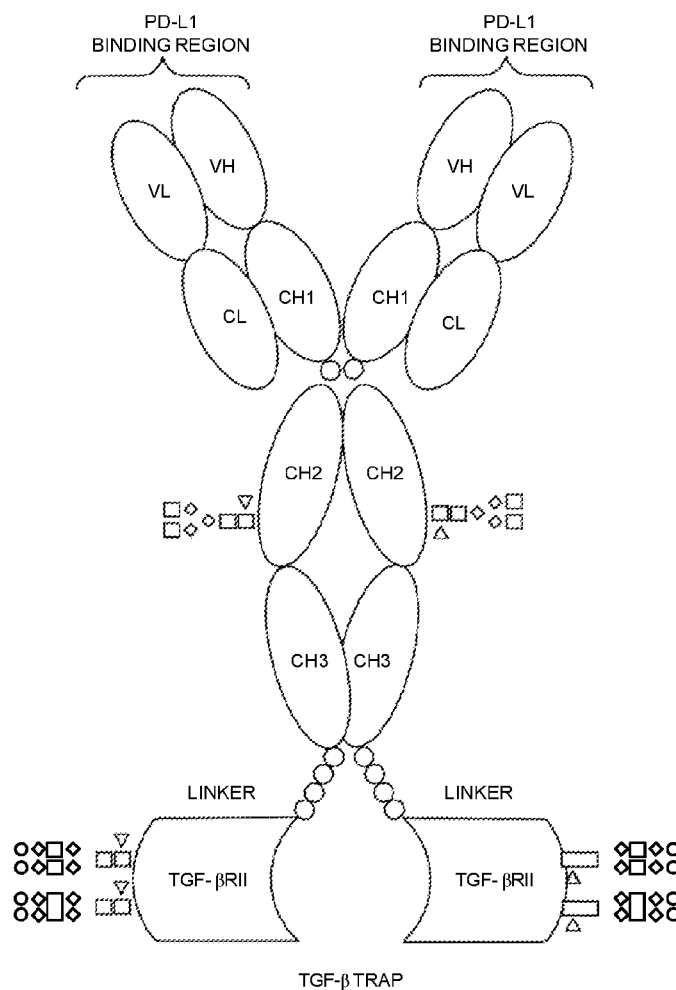 PD-L1
BINDING REGION
PD-L1
BINDING REGION
VH
VL
CH1
CL
VH
VL
CH1
CL
CH2
CH2
CH3
CH3
LINKER
LINKER
TGF- βRII
TGF- βRII
TGF-β TRAP